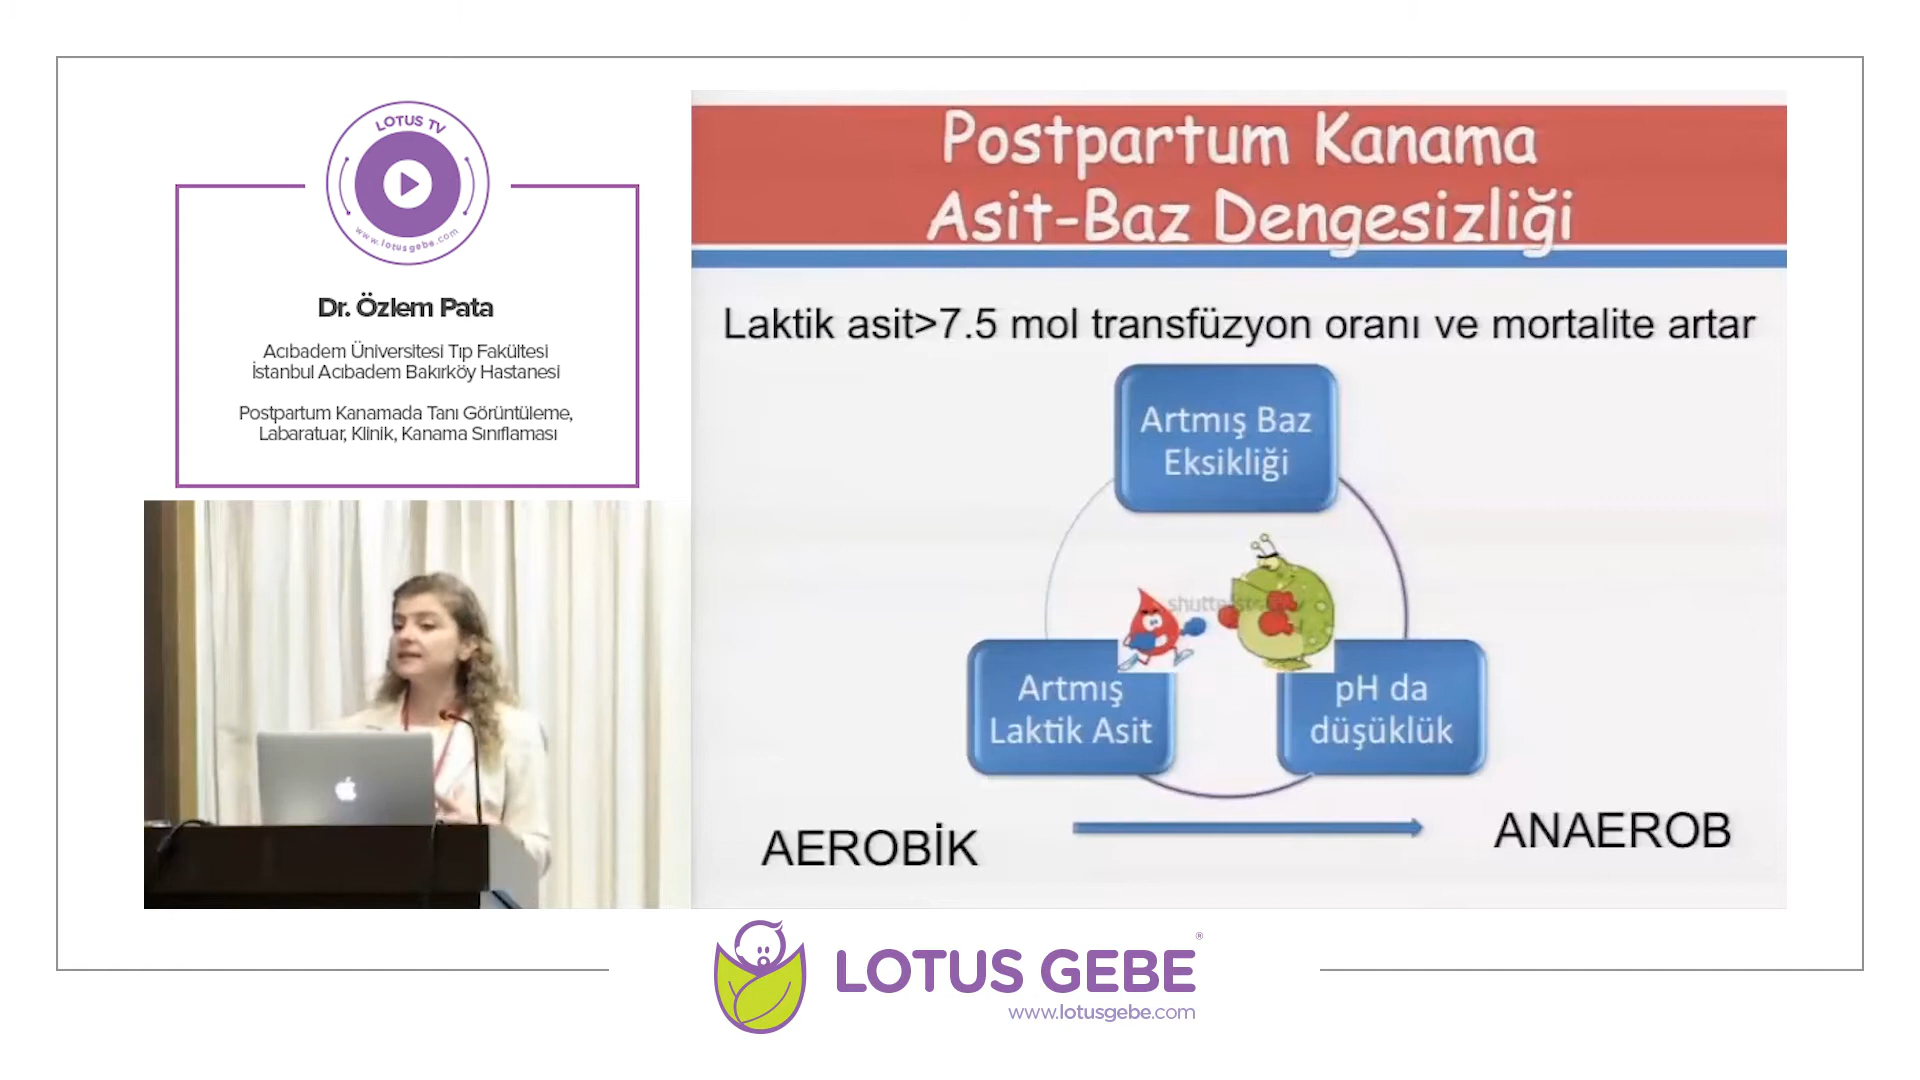 LOTUS TV
www.lotusgebe.com
Dr. Özlem Pata
Acıbadem Üniversitesi Tıp Fakültesi
İstanbul Acıbadem Bakırköy Hastanesi
Postpartum Kanamada Tanı Görüntüleme,
Labaratuar, Klinik, Kanama Sınıflaması
Postpartum Kanama
Asit-Baz Dengesizliği
Laktik asit>7.5 mol transfüzyon oranı ve mortalite artar
Artmış Baz
Eksikliği
Artmış
Laktik Asit
pH da
düşüklük
AEROBİK
ANAEROB
LOTUS GEBE®
www.lotusgebe.com